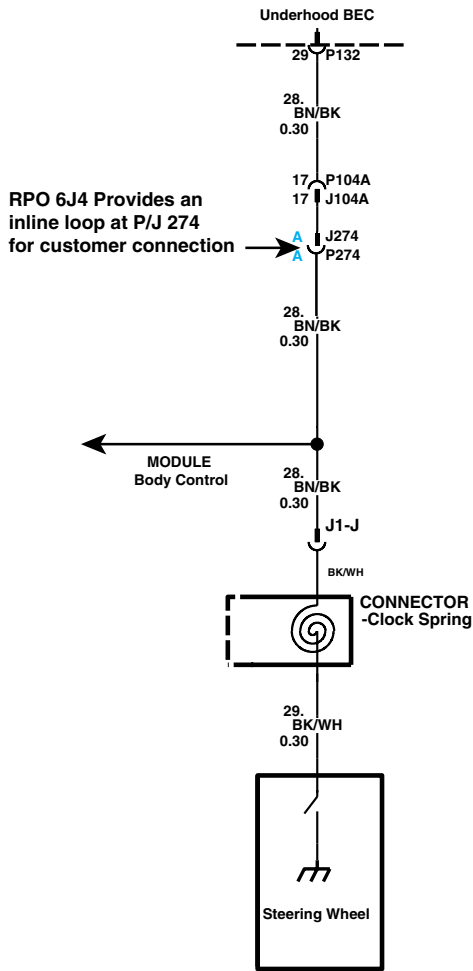 Underhood BEC
29 P132
28.
BN/BK
0.30
17 P104A
17 J104A
RPO 6J4 Provides an
inline loop at P/J 274
for customer connection
A J274
A P274
28.
BN/BK
0.30
MODULE
Body Control
28.
BN/BK
0.30
J1-J
BK/WH
CONNECTOR
-Clock Spring
29.
BK/WH
0.30
Steering Wheel